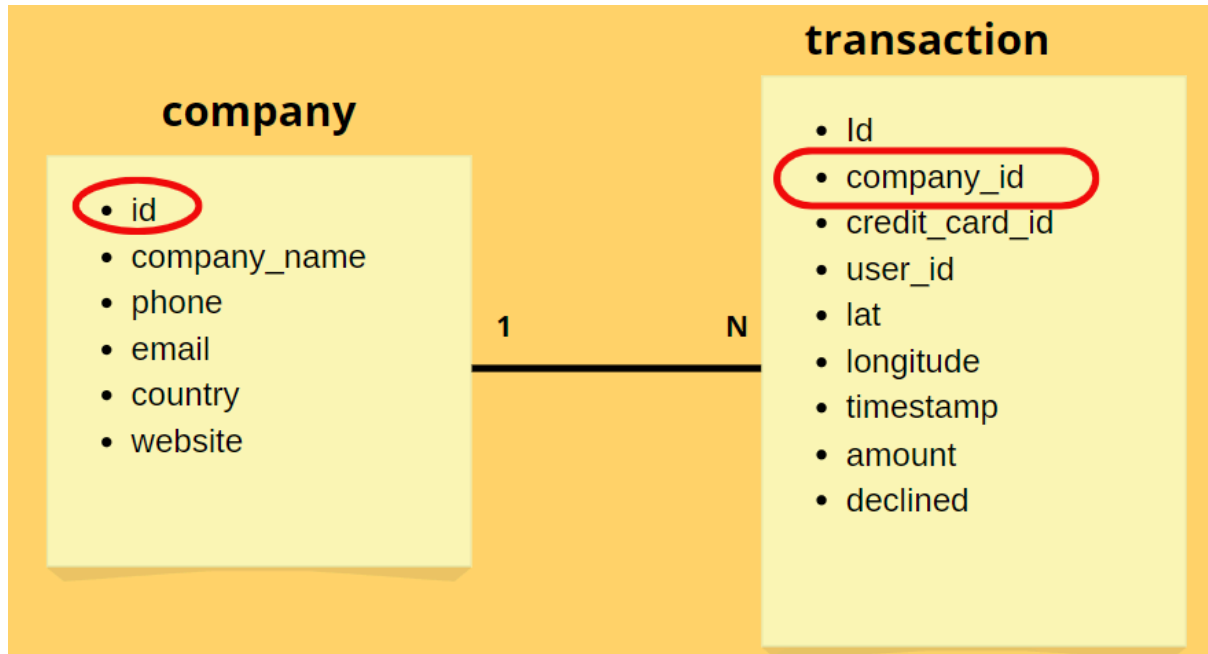 company
• id
• company_name
• phone
• email
• country
• website
1
N
transaction
• Id
• company_id
• credit_card_id
• user_id
• lat
• longitude
• timestamp
• amount
• declined